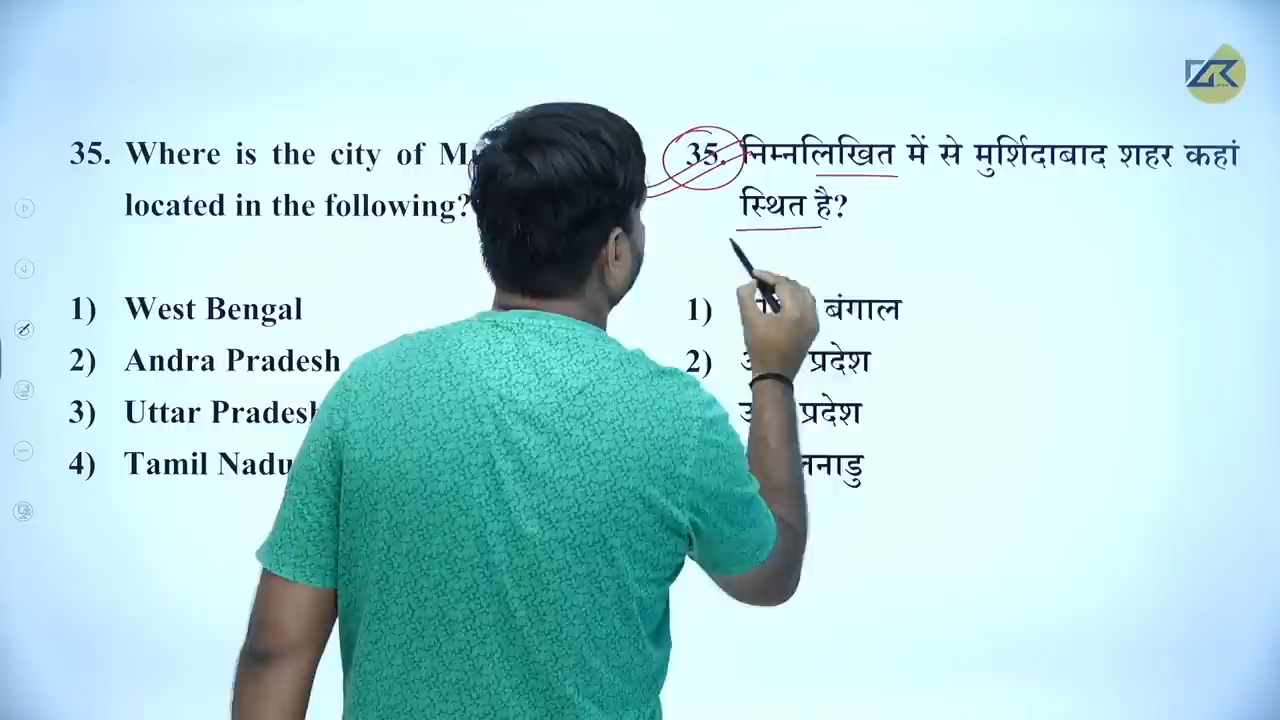 35. Where is the city of
located in the following?
1) West Bengal
2) Andra Pradesh
3) Uttar Pradesh
4) Tamil Nadu
35. निम्नलिखित में से मुर्शिदाबाद शहर कहां
स्थित है?
1) बंगाल
2) प्रदेश
प्रदेश